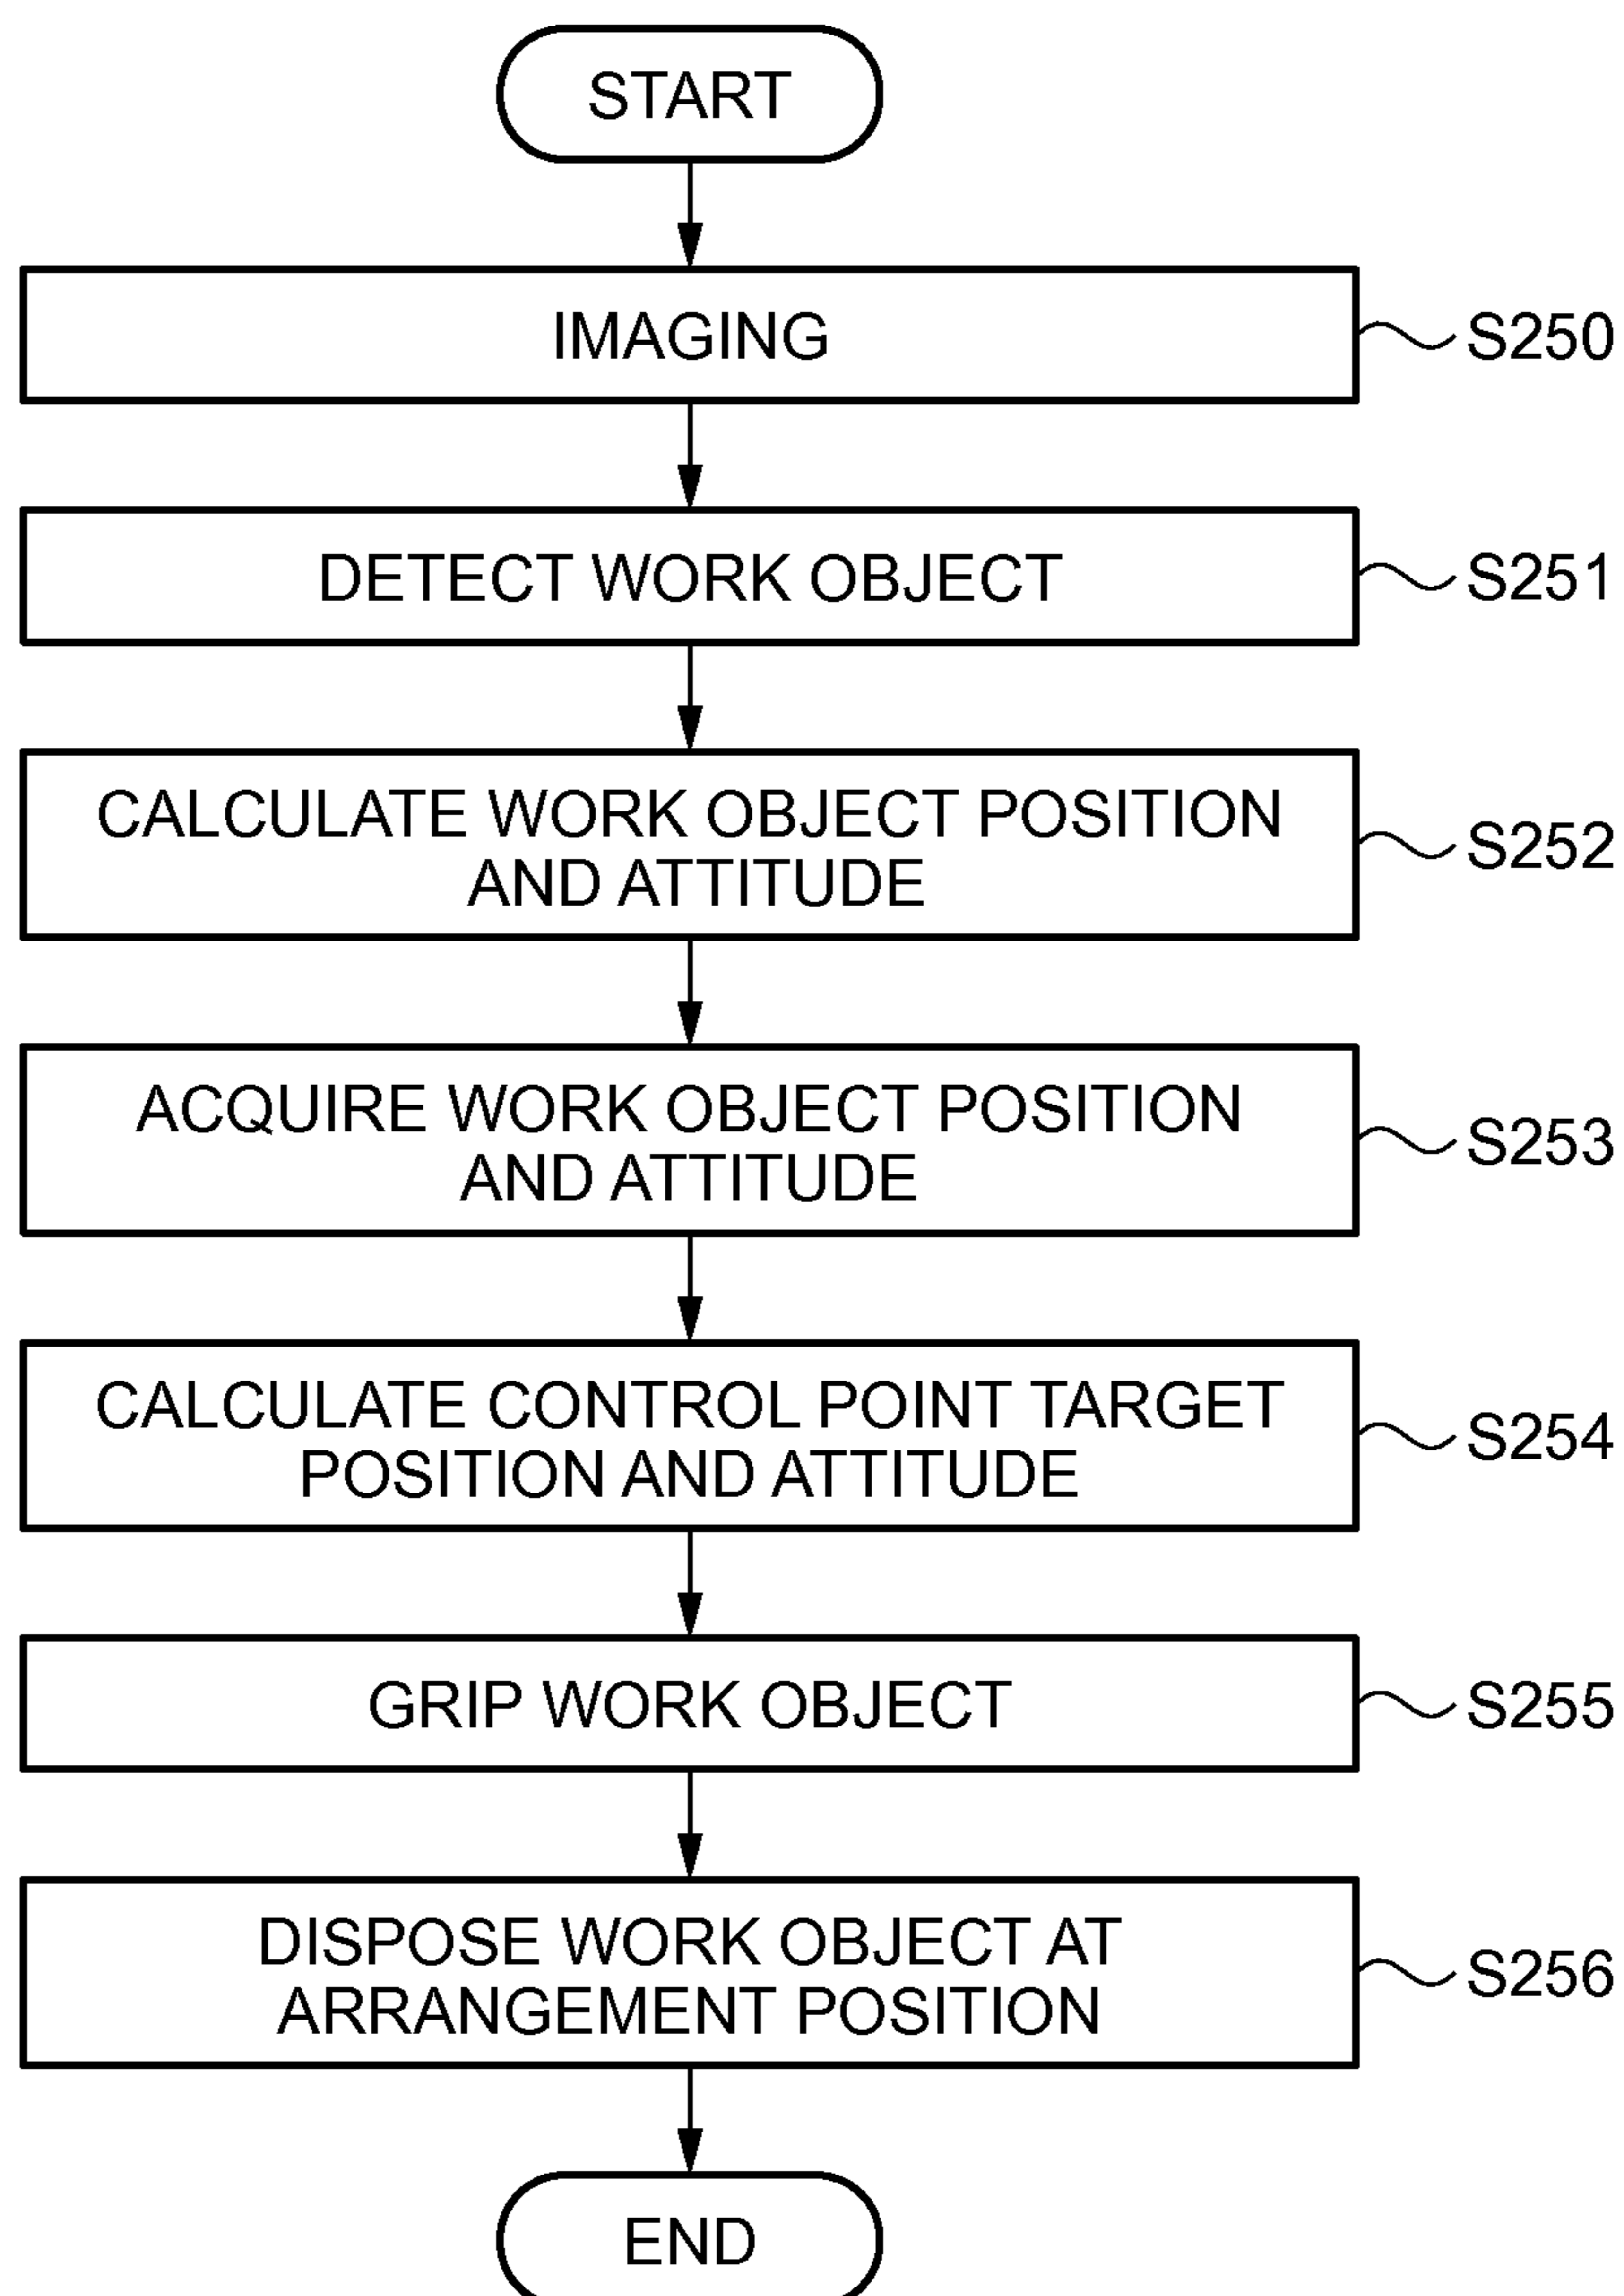 START
IMAGING
S250
DETECT WORK OBJECT
S251
CALCULATE WORK OBJECT POSITION
AND ATTITUDE
S252
ACQUIRE WORK OBJECT POSITION
AND ATTITUDE
S253
CALCULATE CONTROL POINT TARGET
POSITION AND ATTITUDE
S254
GRIP WORK OBJECT
S255
DISPOSE WORK OBJECT AT
ARRANGEMENT POSITION
S256
END